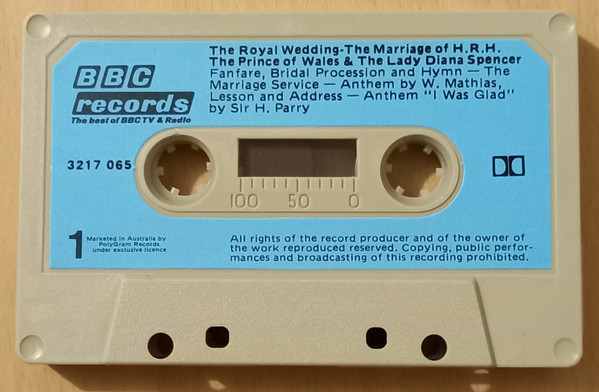 The Royal Wedding-The Marriage of H.R.H.
The Prince of Wales & The Lady Diana Spencer
Fanfare, Bridal Procession and Hymn — The
Marriage Service — Anthem by W. Mathias,
Lesson and Address — Anthem "I Was Glad"
by Sir H. Parry
BBC
records
The best of BBC TV & Radio
3217 065
100 50 0
1
Marketed in Australia by
PolyGram Records
under exclusive licence
All rights of the record producer and of the owner of
the work reproduced reserved. Copying, public perfor-
mances and broadcasting of this recording prohibited.